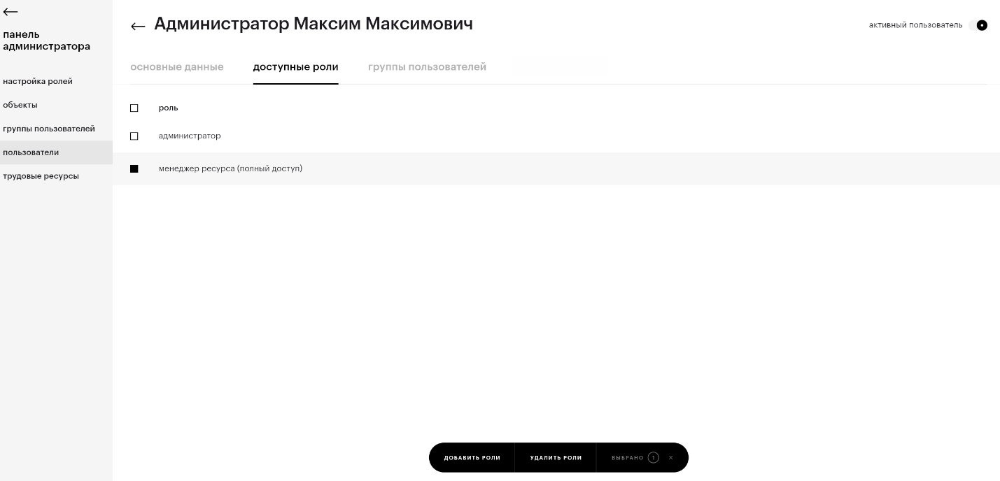 панель
администратора
настройка ролей
объекты
группы пользователей
пользователи
трудовые ресурсы
Администратор Максим Максимович
активный пользователь
основные данные доступные роли группы пользователей
роль
администратор
менеджер ресурса (полный доступ)
ДОБАВИТЬ РОЛИ УДАЛИТЬ РОЛИ ВЫБРАНО 1 ×